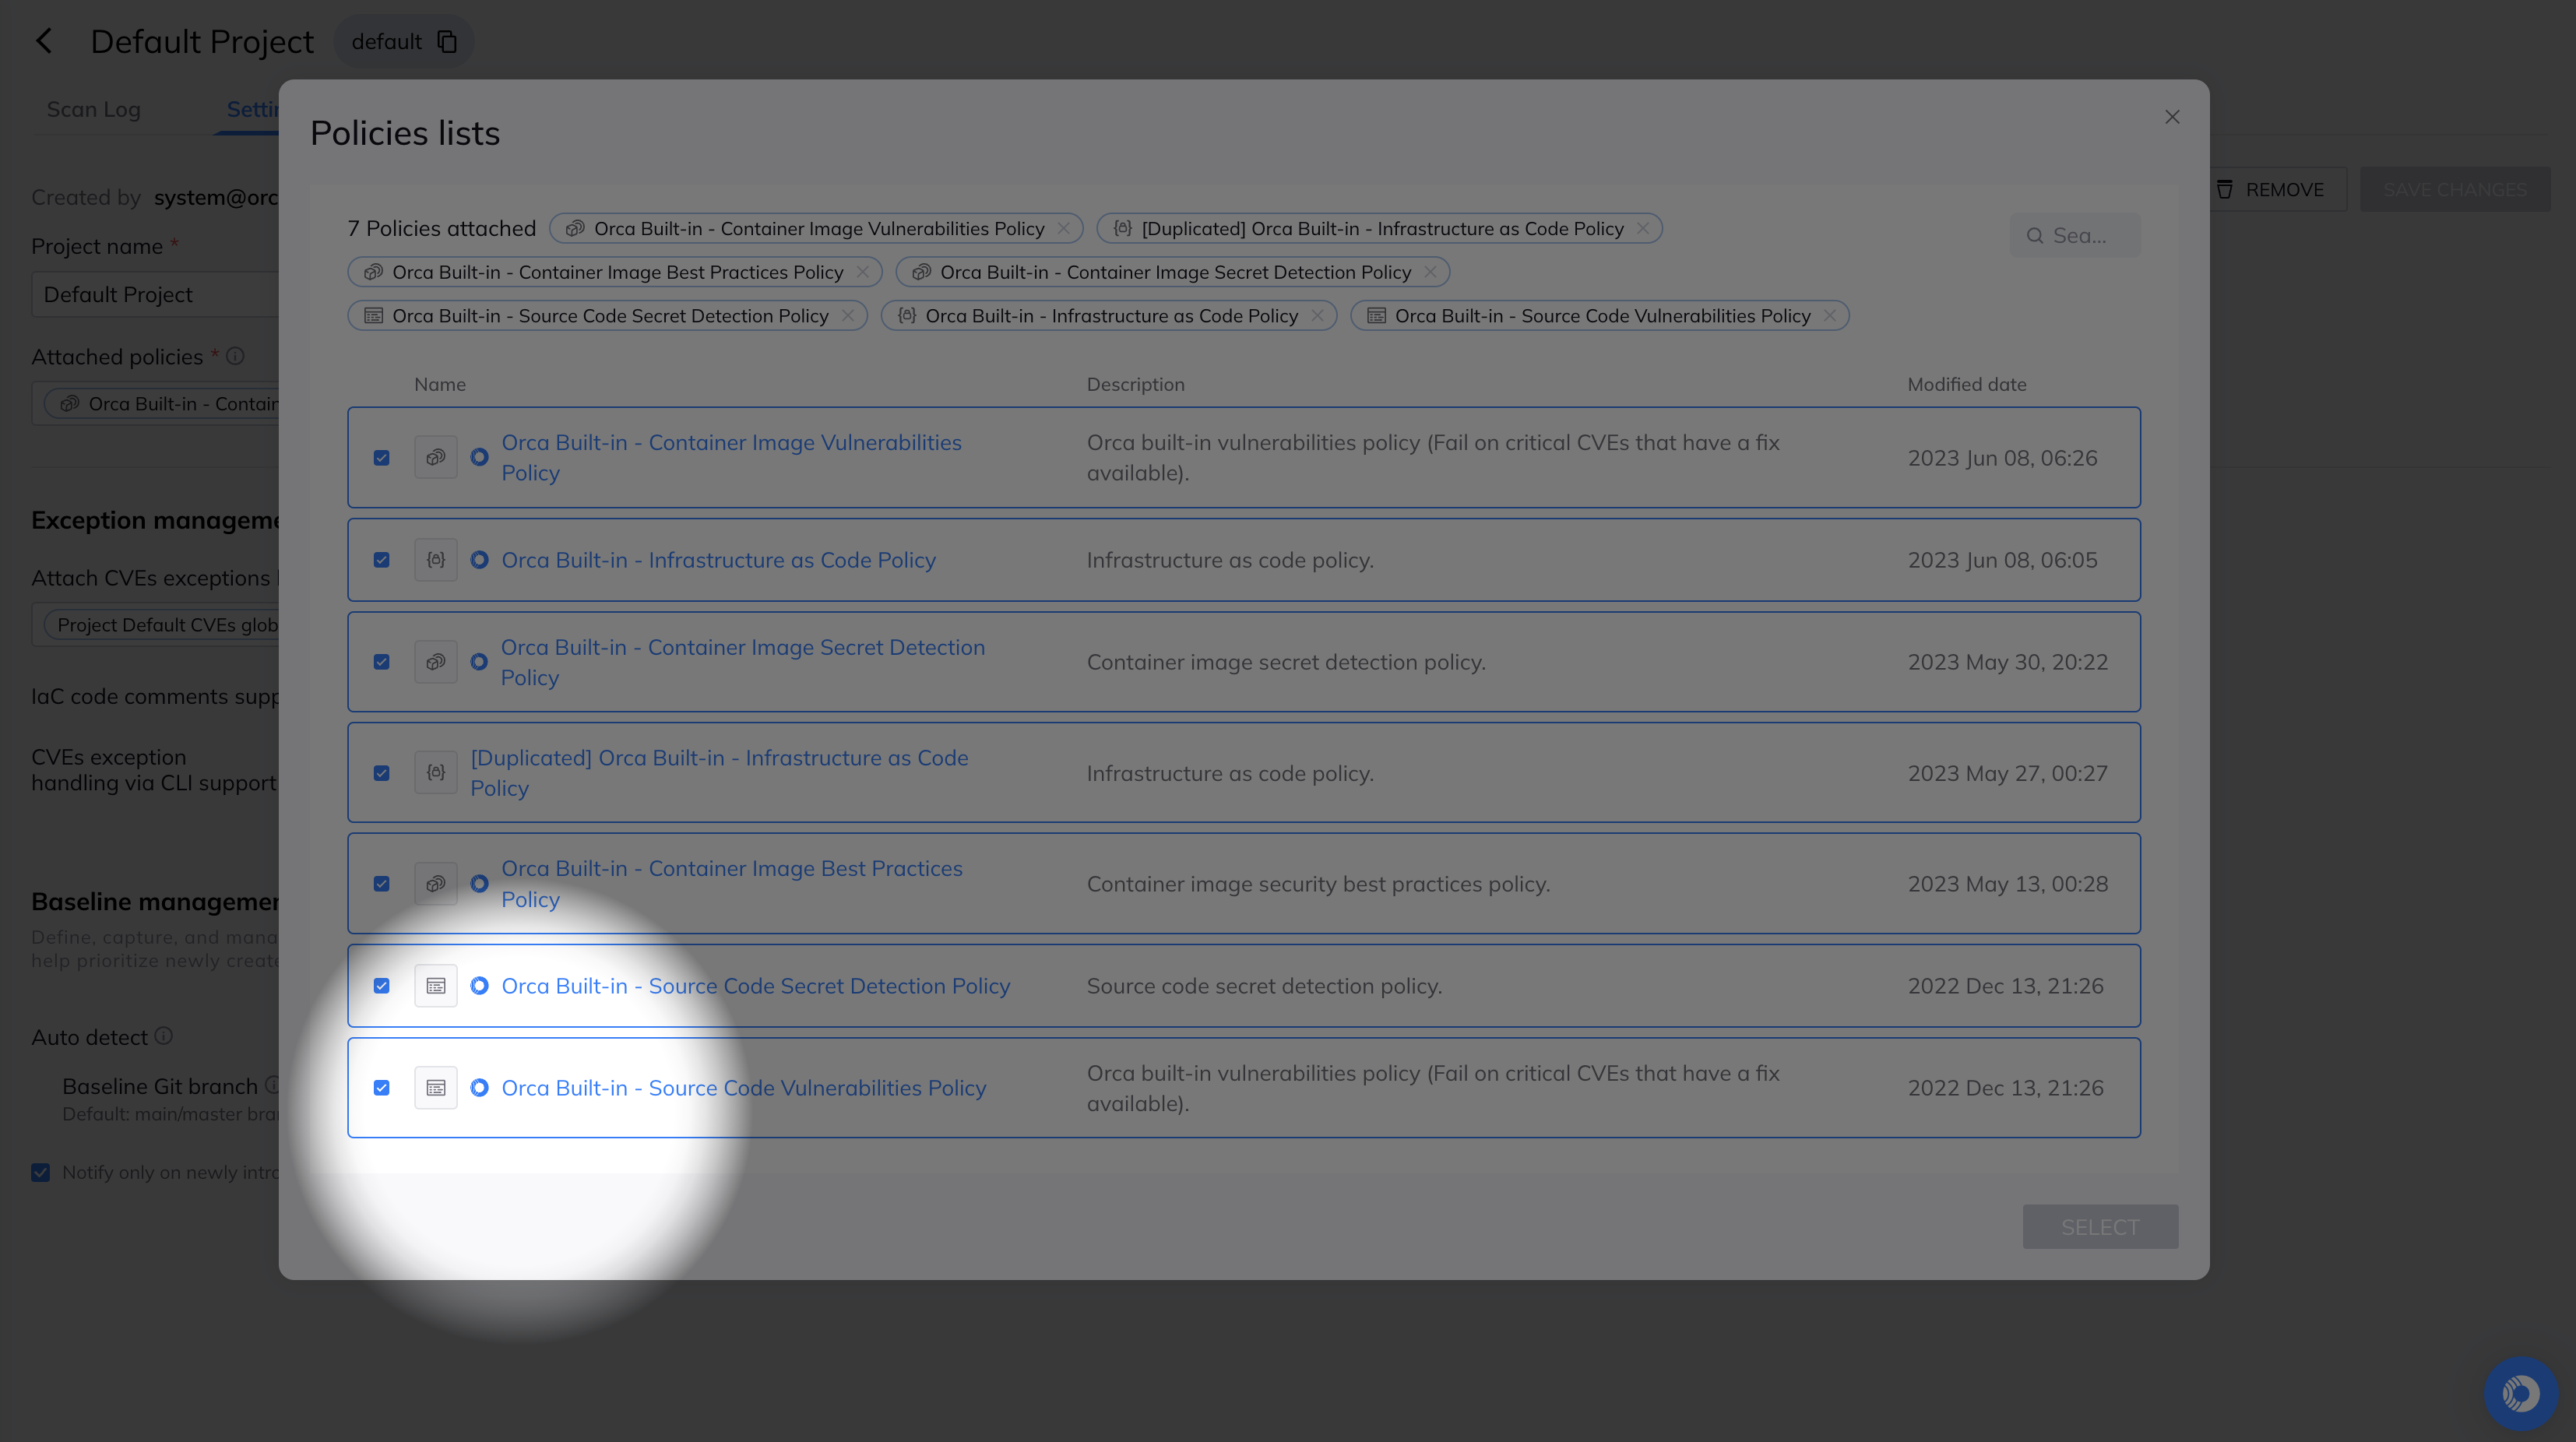 Default Project
default
Scan Log
Policies lists
Created by system@orc
REMOVE
SAVE CHANGES
Project name *
Default Project
Attached policies *
Orca Built-in - Contain
Exception manageme
Attach CVEs exceptions
Project Default CVEs glob
IaC code comments supp
CVEs exception
handling via CLI support
Baseline managemen
Define, capture, and mana
help prioritize newly create
Auto detect
Baseline Git branch
Default: main/master bra
Notify only on newly intro
7 Policies attached
Orca Built-in - Container Image Vulnerabilities Policy
[Duplicated] Orca Built-in - Infrastructure as Code Policy
Sea...
Orca Built-in - Container Image Best Practices Policy
Orca Built-in - Container Image Secret Detection Policy
Orca Built-in - Source Code Secret Detection Policy
Orca Built-in - Infrastructure as Code Policy
Orca Built-in - Source Code Vulnerabilities Policy
Name
Description
Modified date
Orca Built-in - Container Image Vulnerabilities
Policy
Orca built-in vulnerabilities policy (Fail on critical CVEs that have a fix
available).
2023 Jun 08, 06:26
Orca Built-in - Infrastructure as Code Policy
Infrastructure as code policy.
2023 Jun 08, 06:05
Orca Built-in - Container Image Secret Detection
Policy
Container image secret detection policy.
2023 May 30, 20:22
[Duplicated] Orca Built-in - Infrastructure as Code
Policy
Infrastructure as code policy.
2023 May 27, 00:27
Orca Built-in - Container Image Best Practices
Policy
Container image security best practices policy.
2023 May 13, 00:28
Orca Built-in - Source Code Secret Detection Policy
Source code secret detection policy.
2022 Dec 13, 21:26
Orca Built-in - Source Code Vulnerabilities Policy
Orca built-in vulnerabilities policy (Fail on critical CVEs that have a fix
available).
2022 Dec 13, 21:26
SELECT